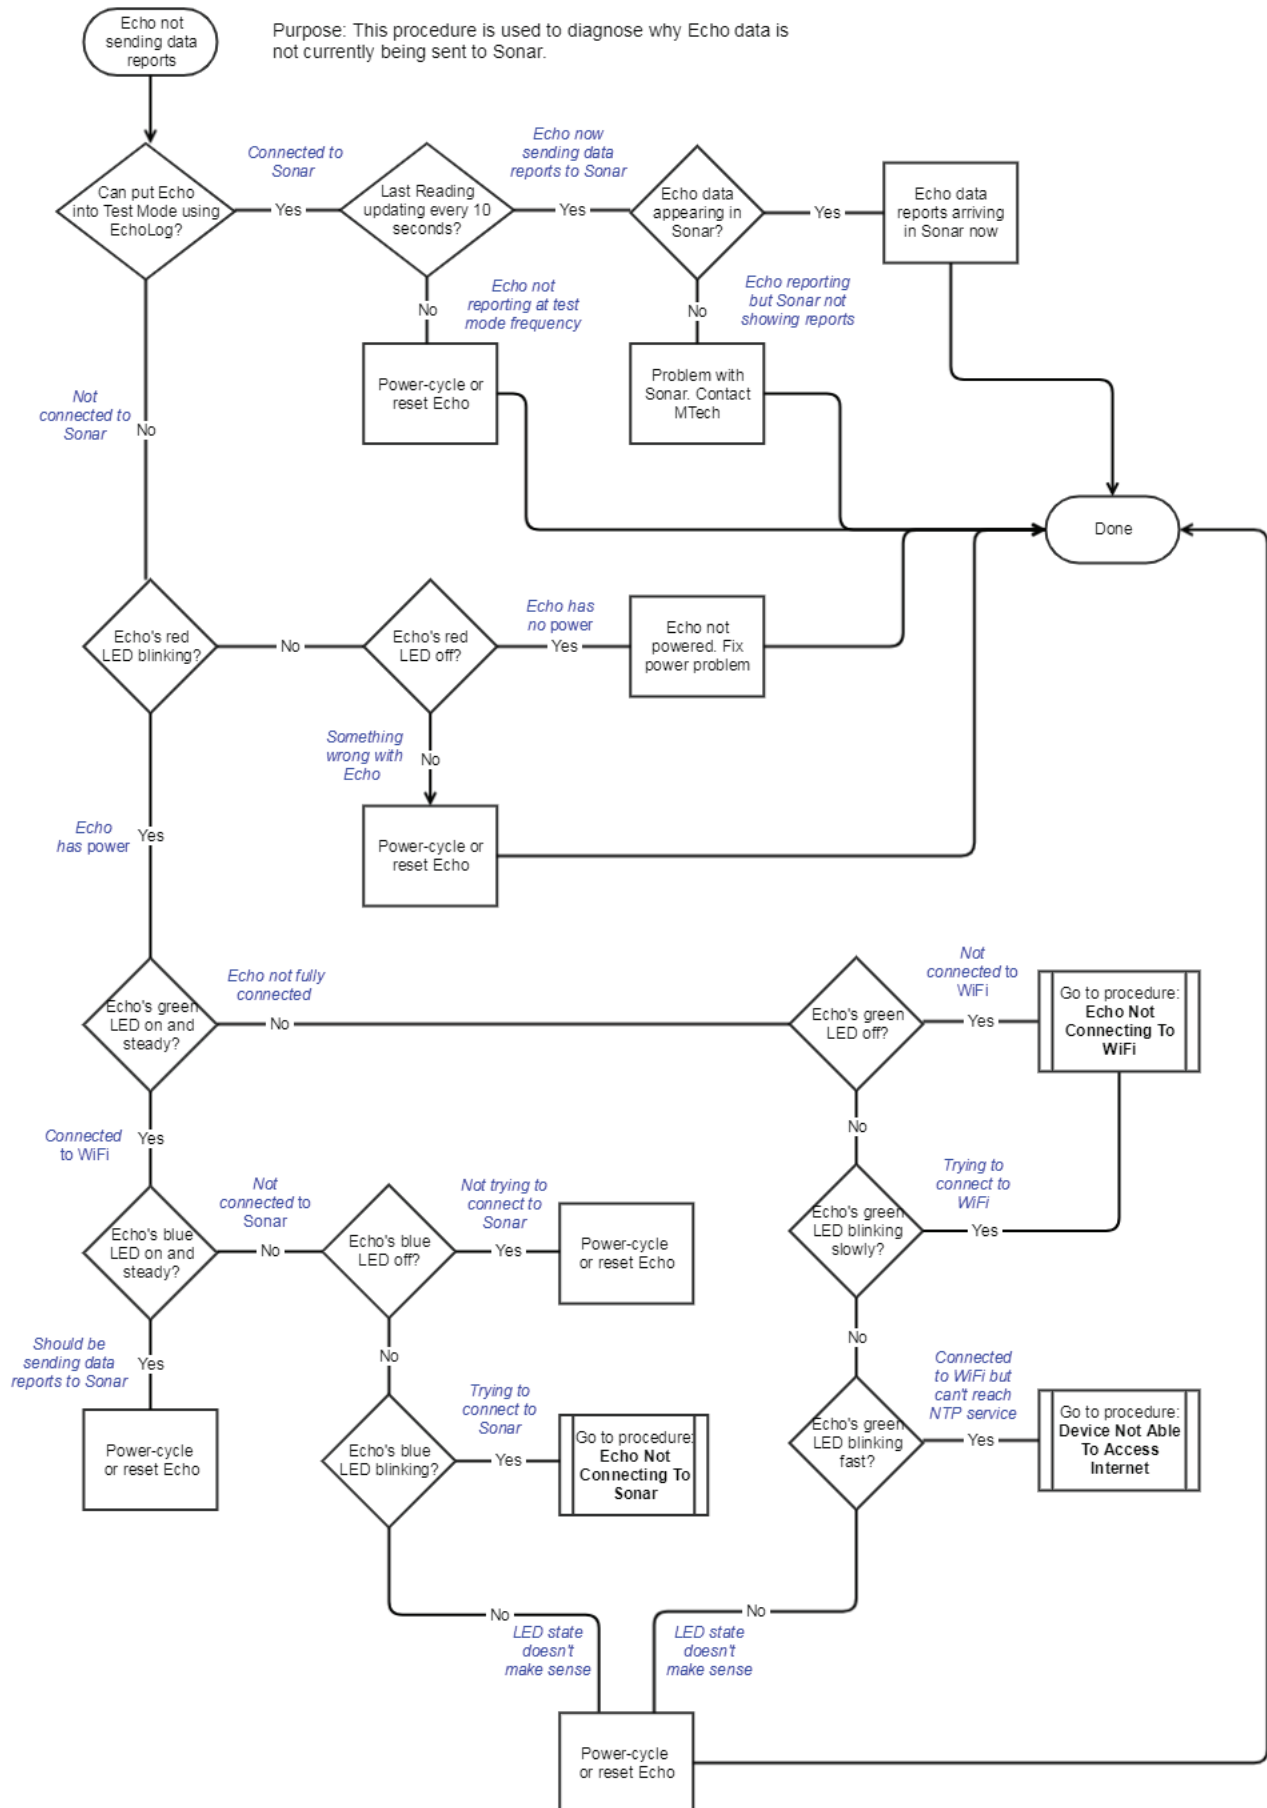 Echo not
sending data
reports
Purpose: This procedure is used to diagnose why Echo data is
not currently being sent to Sonar.
Can put Echo
into Test Mode using
EchoLog?
Connected to
Sonar
Yes
Last Reading
updating every 10
seconds?
Echo now
sending data
reports to Sonar
Yes
Echo data
appearing in
Sonar?
Yes
Echo data
reports arriving
in Sonar now
No
Echo not
reporting at test
mode frequency
No
Echo reporting
but Sonar not
showing reports
Power-cycle or
reset Echo
Problem with
Sonar. Contact
MTech
Not
connected to
Sonar
No
Done
Echo's red
LED blinking?
No
Echo's red
LED off?
Echo has
no power
Yes
Echo not
powered. Fix
power problem
Something
wrong with
Echo
No
Power-cycle or
reset Echo
Echo
has power
Yes
Echo's green
LED on and
steady?
Echo not fully
connected
No
Echo's green
LED off?
Not
connected to
WiFi
Yes
Go to procedure:
Echo Not
Connecting To
WiFi
Connected
to WiFi
Yes
No
Echo's blue
LED on and
steady?
Not
connected to
Sonar
No
Echo's blue
LED off?
Not trying to
connect to
Sonar
Yes
Power-cycle
or reset Echo
Echo's green
LED blinking
slowly?
Trying to
connect to
WiFi
Yes
Should be
sending data
reports to Sonar
Yes
No
No
Power-cycle
or reset Echo
Echo's blue
LED blinking?
Trying to
connect to
Sonar
Yes
Go to procedure:
Echo Not
Connecting To
Sonar
Echo's green
LED blinking
fast?
Connected
to WiFi but
can't reach
NTP service
Yes
Go to procedure:
Device Not Able
To Access
Internet
No
LED state
doesn't
make sense
No
LED state
doesn't
make sense
Power-cycle
or reset Echo